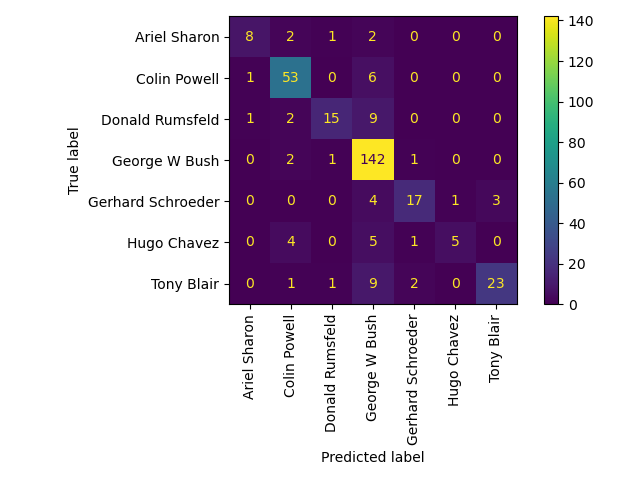 Ariel Sharon 8 2 1 2 0 0 0
Colin Powell 1 53 0 6 0 0 0
Donald Rumsfeld 1 2 15 9 0 0 0
George W Bush 0 2 1 142 1 0 0
Gerhard Schroeder 0 0 0 4 17 1 3
Hugo Chavez 0 4 0 5 1 5 0
Tony Blair 0 1 1 9 2 0 23
True label
Ariel Sharon
Colin Powell
Donald Rumsfeld
George W Bush
Gerhard Schroeder
Hugo Chavez
Tony Blair
Predicted label
140
120
100
80
60
40
20
0